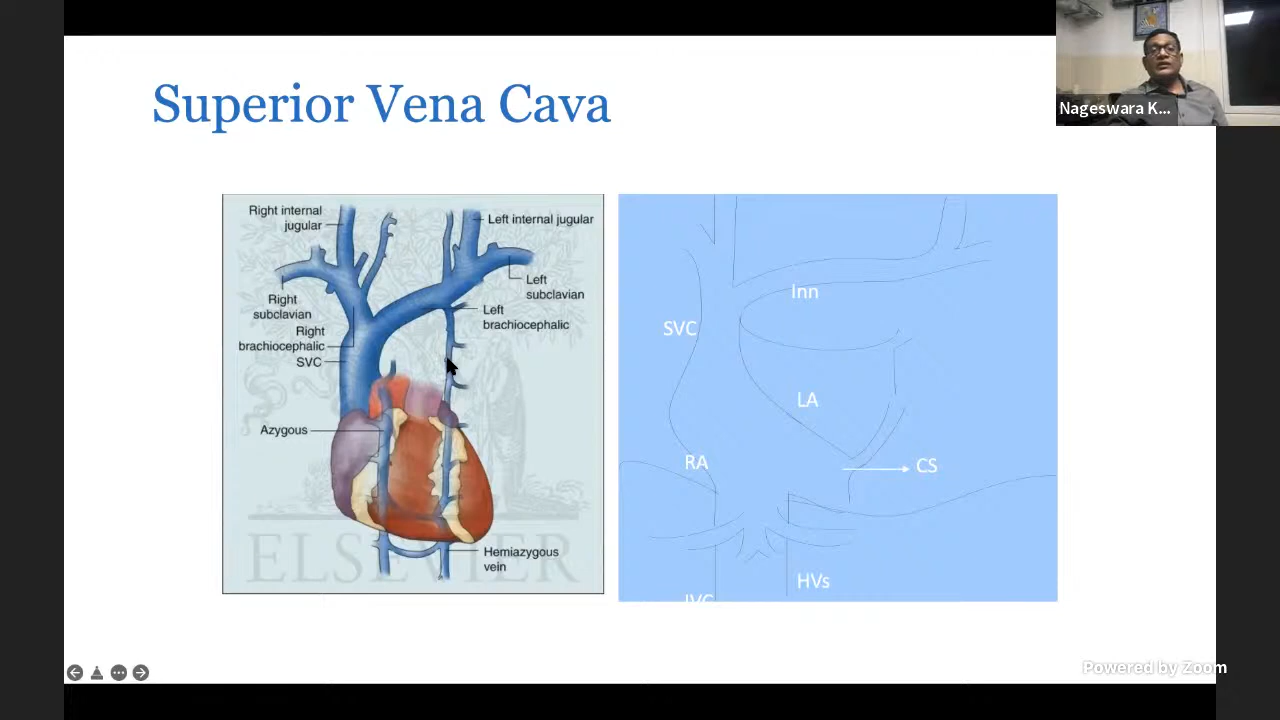 Superior Vena Cava
Nageswara K...
Right internal
jugular
Left internal jugular
Right
subclavian
Left
subclavian
Right
brachiocephalic
Left
brachiocephalic
SVC
Azygous
Hemiazygous
vein
ELSEVIER
Inn
SVC
LA
RA
CS
HVs
IVC
Powered by Zoom